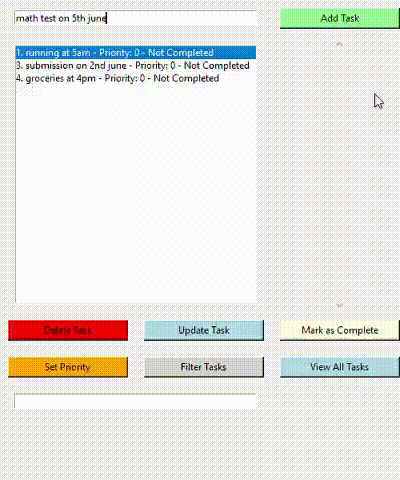 math test on 5th june
Add Task
1. running at 5am - Priority: 0 - Not Completed
3. submission on 2nd june - Priority: 0 - Not Completed
4. groceries at 4pm - Priority: 0 - Not Completed
Delete Task
Update Task
Mark as Complete
Set Priority
Filter Tasks
View All Tasks